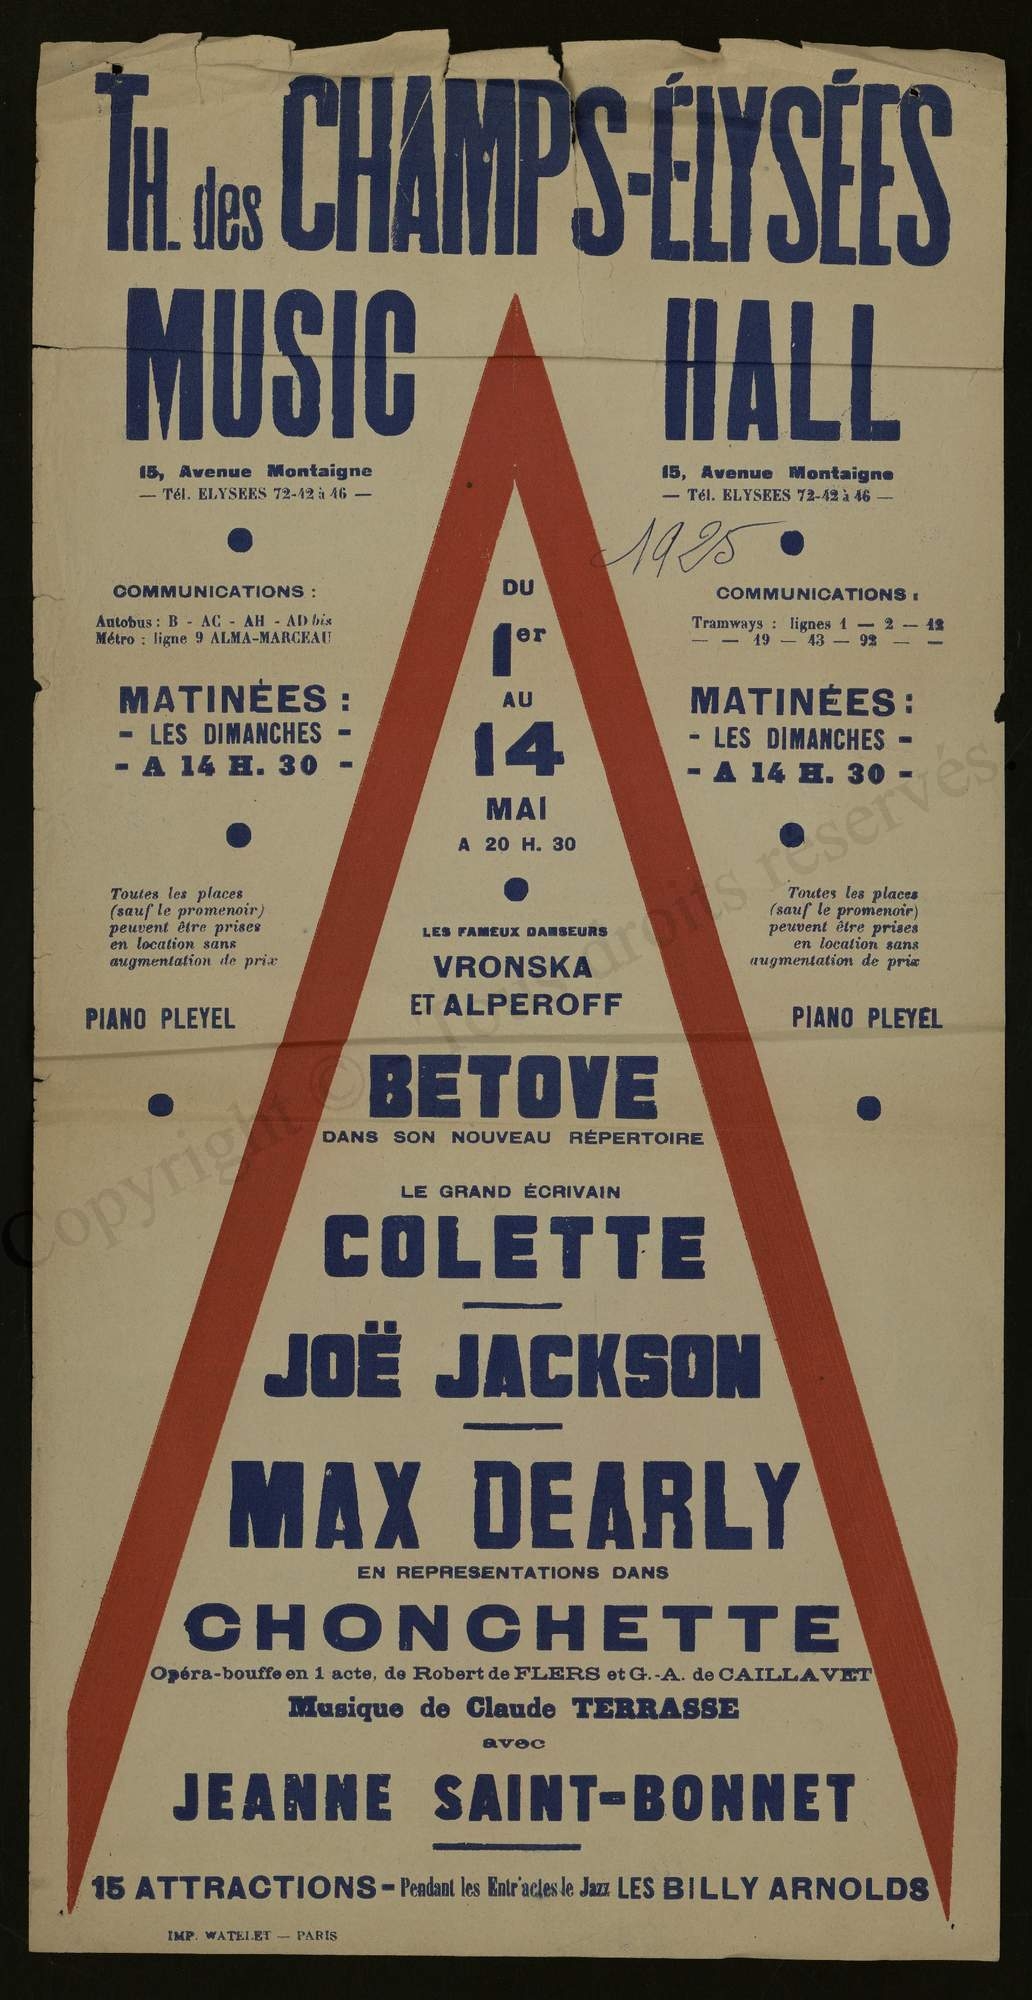 TH. des CHAMPS-ÉLYSÉES
MUSIC HALL
15, Avenue Montaigne
— Tél. ELYSEES 72-42 à 46 —
COMMUNICATIONS :
Autobus : B - AC - AH - AD bis
Métro : ligne 9 ALMA-MARCEAU
MATINÉES :
- LES DIMANCHES -
- A 14 H. 30 -
Toutes les places
(sauf le promenoir)
peuvent être prises
en location sans
augmentation de prix
PIANO PLEYEL
15, Avenue Montaigne
— Tél. ELYSEES 72-42 à 46 —
1925
COMMUNICATIONS :
Tramways : lignes 1 — 2 — 12
— — 19 — 43 — 92 — —
MATINÉES :
- LES DIMANCHES -
- A 14 H. 30 -
Toutes les places
(sauf le promenoir)
peuvent être prises
en location sans
augmentation de prix
PIANO PLEYEL
DU
1er
AU
14
MAI
A 20 H. 30
LES FAMEUX DANSEURS
VRONSKA
ET ALPEROFF
BETOVE
DANS SON NOUVEAU RÉPERTOIRE
LE GRAND ÉCRIVAIN
COLETTE
JOË JACKSON
MAX DEARLY
EN REPRESENTATIONS DANS
CHONCHETTE
Opéra-bouffe en 1 acte, de Robert de FLERS et G.-A. de CAILLAVET
Musique de Claude TERRASSE
avec
JEANNE SAINT-BONNET
15 ATTRACTIONS - Pendant les Entr'actes le Jazz LES BILLY ARNOLDS
IMP. WATELET — PARIS
Copyright © - Tous droits réservés